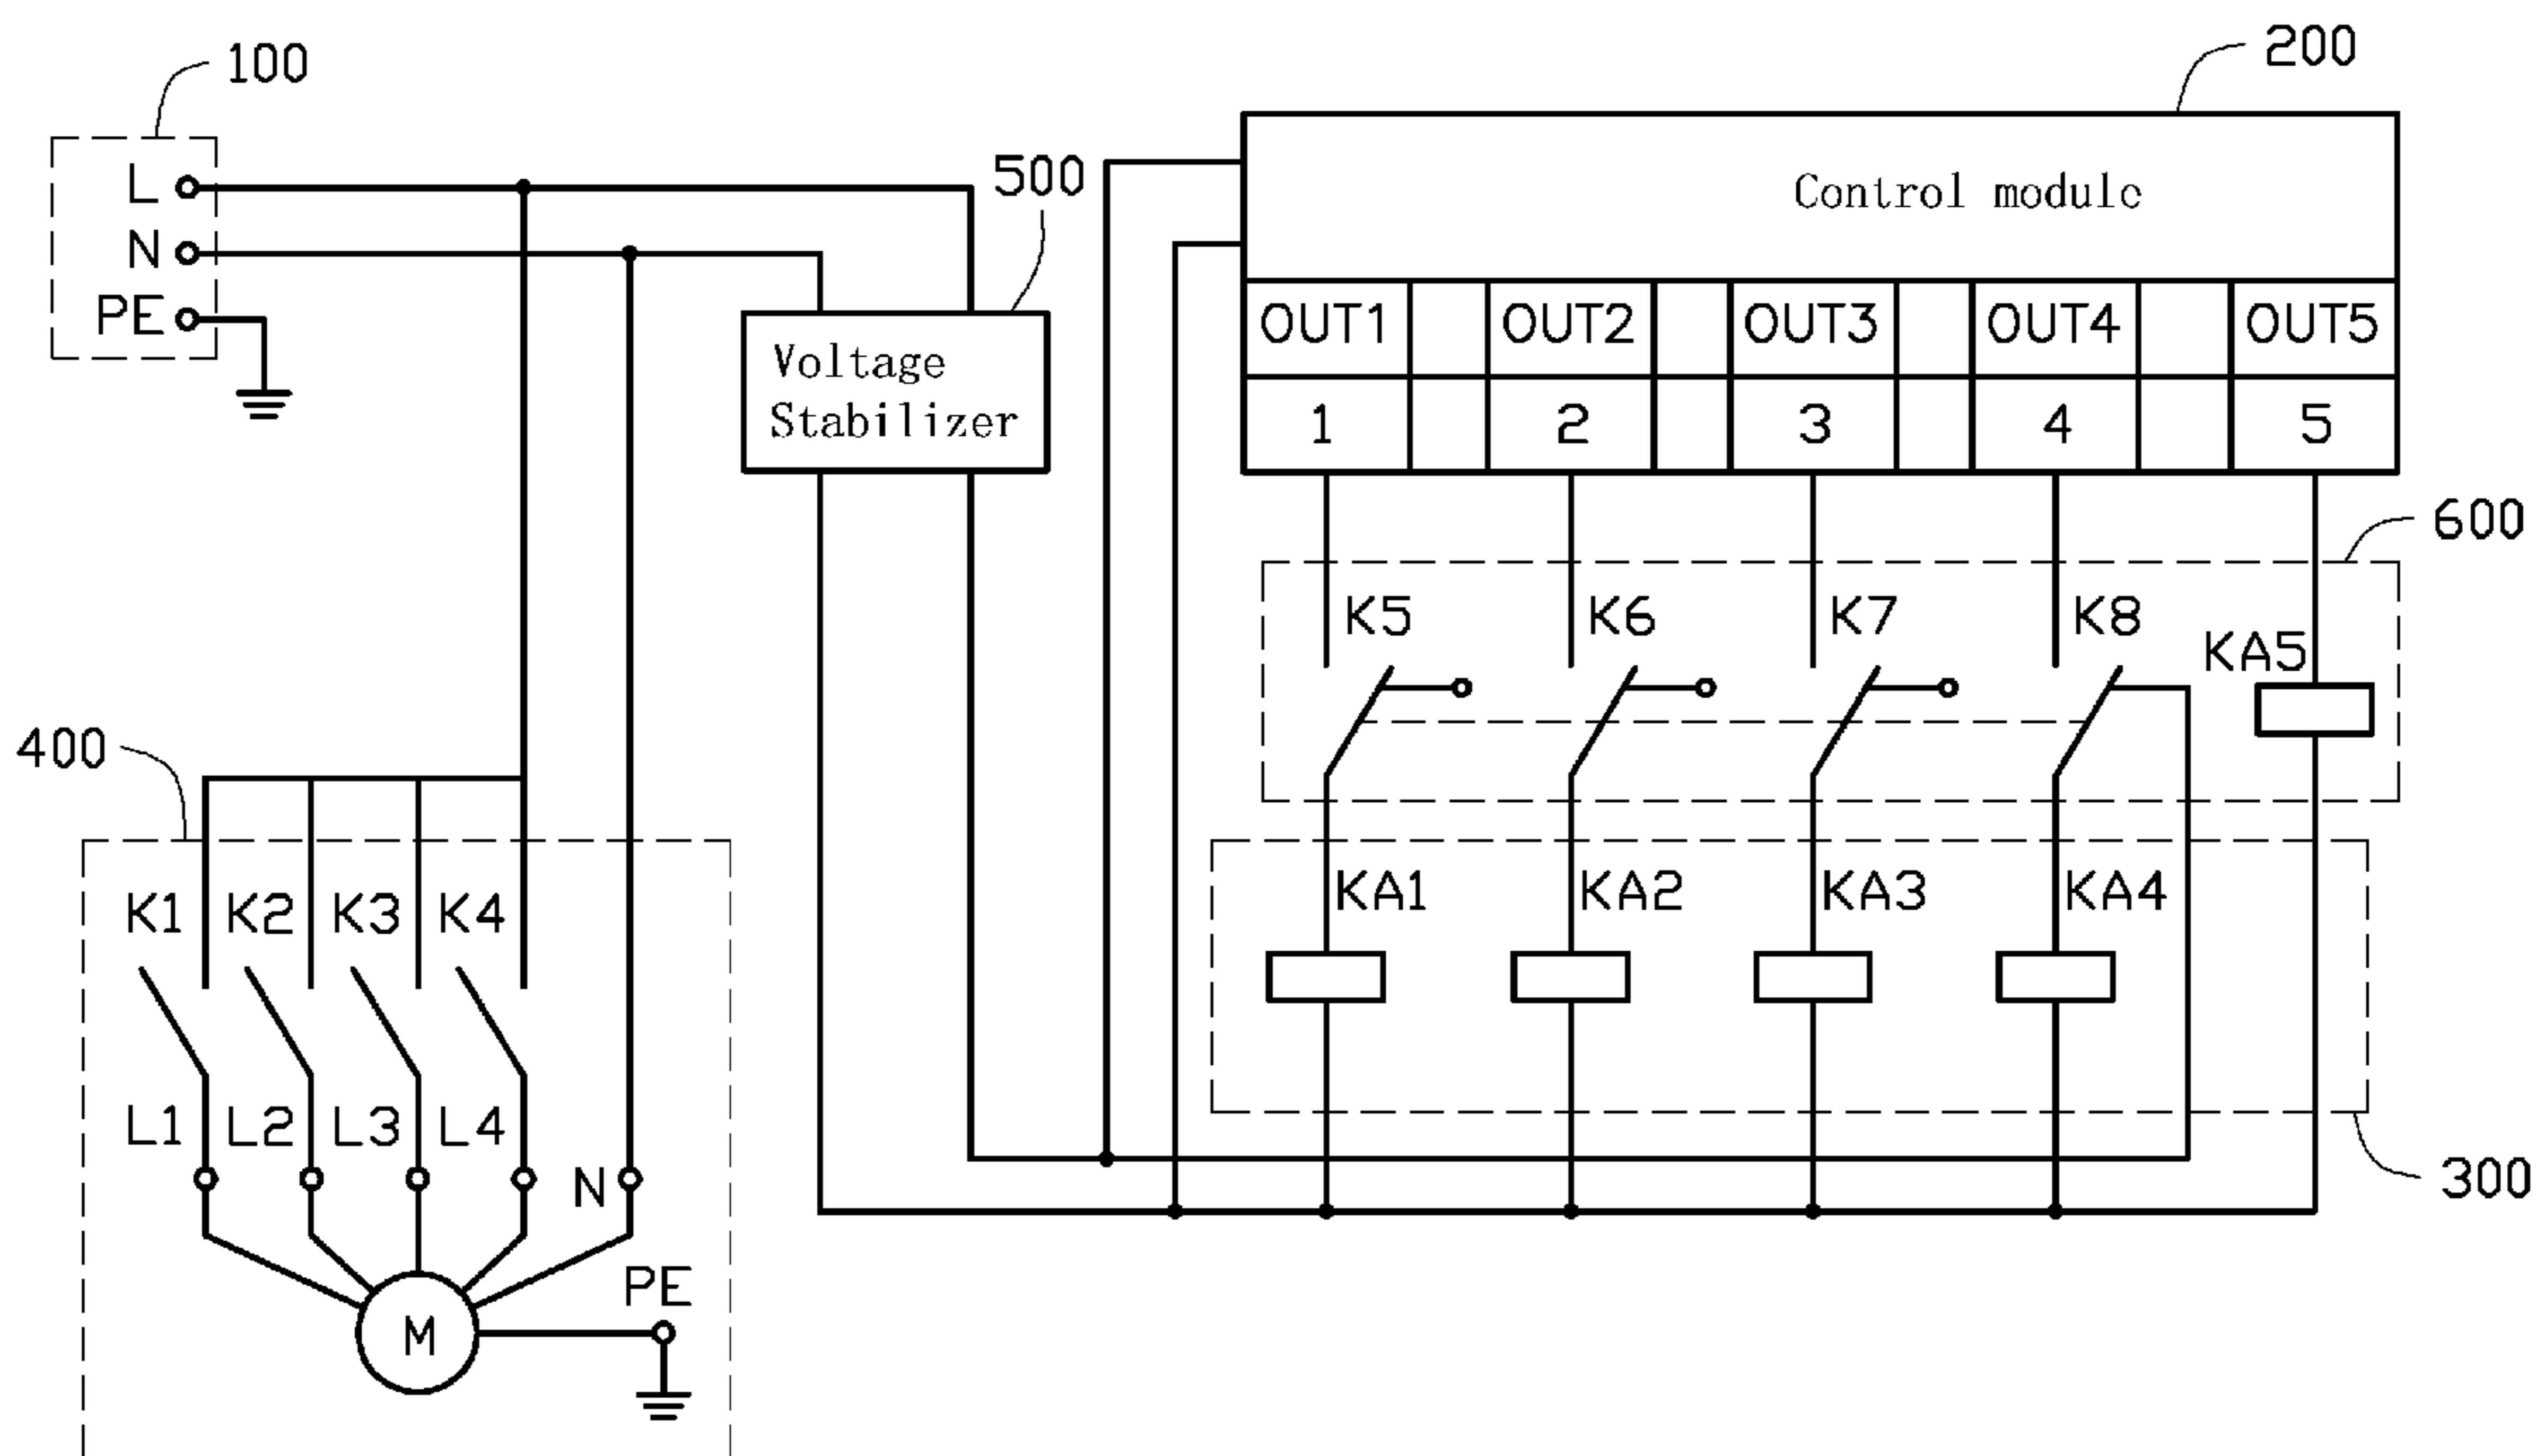 100
L
N
PE
500
Voltage
Stabilizer
200
Control module
OUT1 OUT2 OUT3 OUT4 OUT5
1 2 3 4 5
600
K5 K6 K7 K8
KA5
400
K1 K2 K3 K4
L1 L2 L3 L4
N
M
PE
KA1 KA2 KA3 KA4
300